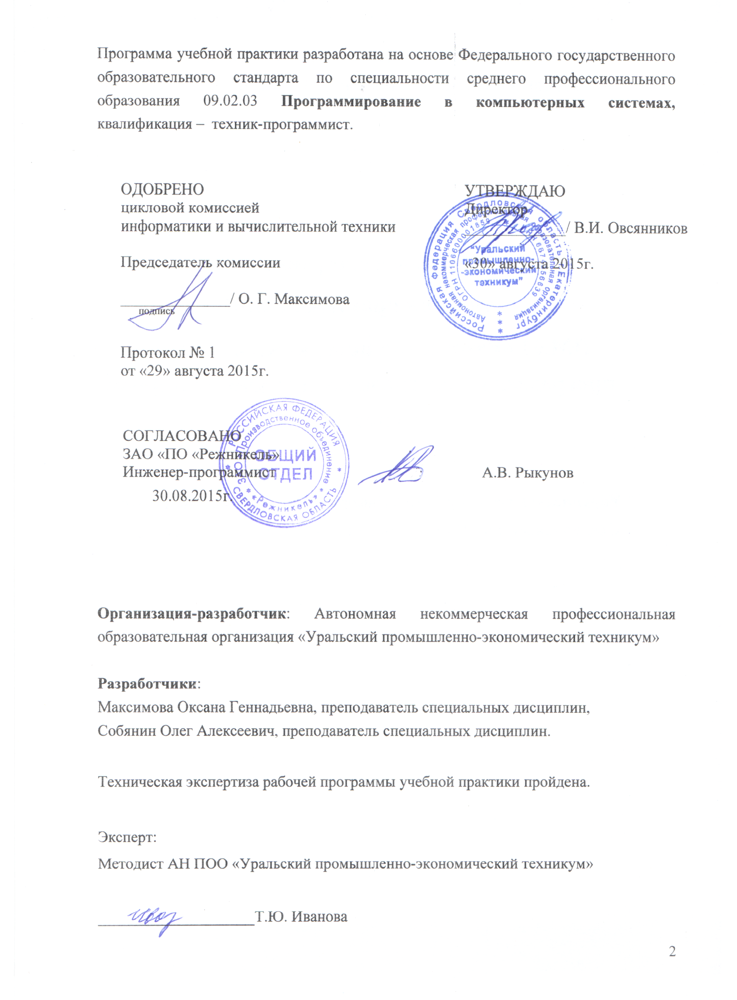 Программа учебной практики разработана на основе Федерального государственного
образовательного стандарта по специальности среднего профессионального
образования 09.02.03 Программирование в компьютерных системах,
квалификация – техник-программист.
ОДОБРЕНО
цикловой комиссией
информатики и вычислительной техники
Председатель комиссии
/ О. Г. Максимова
подпись
Протокол № 1
от «29» августа 2015г.
УТВЕРЖДАЮ
Директор
/ В.И. Овсянников
«30» августа 2015г.
Российская Федерация Свердловская область Екатеринбург
Автономная некоммерческая профессиональная образовательная организация
ОГРН 1106600001859
"Уральский
промышленно-
-экономический
техникум"
СОГЛАСОВАНО
ЗАО «ПО «Режникель»
Инженер-программист
А.В. Рыкунов
30.08.2015г.
РОССИЙСКАЯ ФЕДЕРАЦИЯ
СВЕРДЛОВСКАЯ ОБЛАСТЬ
ЗАО «Производственное объединение
«Режникель»
ОБЩИЙ
ОТДЕЛ
Организация-разработчик: Автономная некоммерческая профессиональная
образовательная организация «Уральский промышленно-экономический техникум»
Разработчики:
Максимова Оксана Геннадьевна, преподаватель специальных дисциплин,
Собянин Олег Алексеевич, преподаватель специальных дисциплин.
Техническая экспертиза рабочей программы учебной практики пройдена.
Эксперт:
Методист АН ПОО «Уральский промышленно-экономический техникум»
Т.Ю. Иванова
2